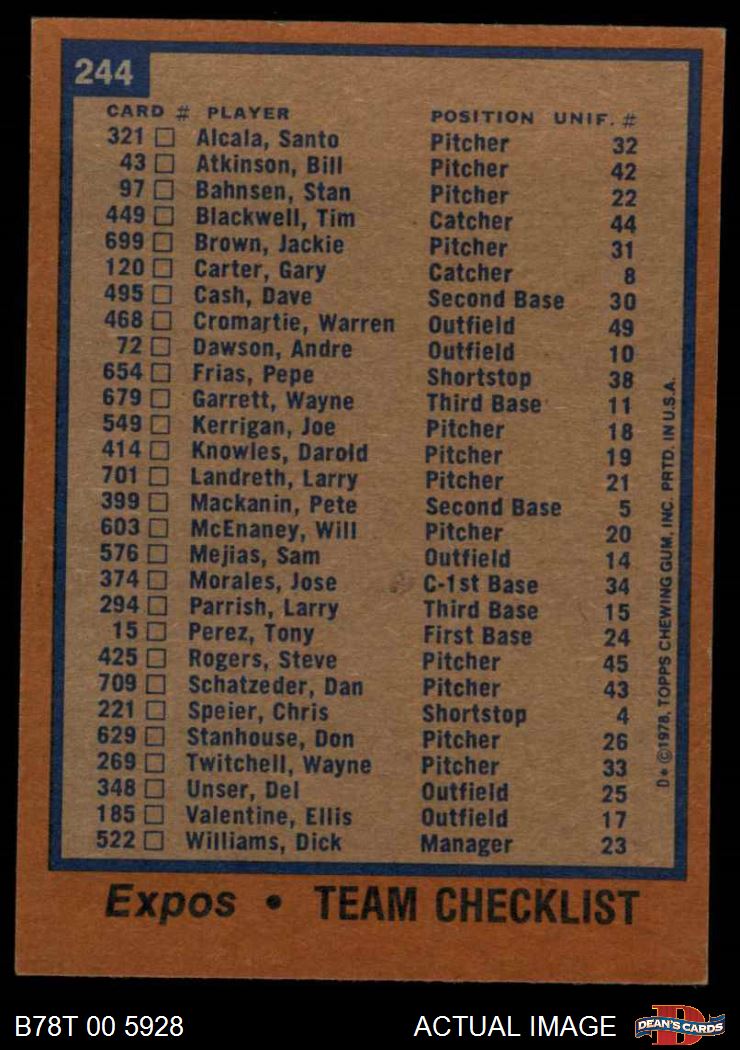 244
CARD # PLAYER POSITION UNIF. #
321 Alcala, Santo Pitcher 32
43 Atkinson, Bill Pitcher 42
97 Bahnsen, Stan Pitcher 22
449 Blackwell, Tim Catcher 44
699 Brown, Jackie Pitcher 31
120 Carter, Gary Catcher 8
495 Cash, Dave Second Base 30
468 Cromartie, Warren Outfield 49
72 Dawson, Andre Outfield 10
654 Frias, Pepe Shortstop 38
679 Garrett, Wayne Third Base 11
549 Kerrigan, Joe Pitcher 18
414 Knowles, Darold Pitcher 19
701 Landreth, Larry Pitcher 21
399 Mackanin, Pete Second Base 5
603 McEnaney, Will Pitcher 20
576 Mejias, Sam Outfield 14
374 Morales, Jose C-1st Base 34
294 Parrish, Larry Third Base 15
15 Perez, Tony First Base 24
425 Rogers, Steve Pitcher 45
709 Schatzeder, Dan Pitcher 43
221 Speier, Chris Shortstop 4
629 Stanhouse, Don Pitcher 26
269 Twitchell, Wayne Pitcher 33
348 Unser, Del Outfield 25
185 Valentine, Ellis Outfield 17
522 Williams, Dick Manager 23
D* ©1978, TOPPS CHEWING GUM, INC. PRTD. IN U.S.A.
Expos • TEAM CHECKLIST
B78T 00 5928 ACTUAL IMAGE
D DEAN'S CARDS